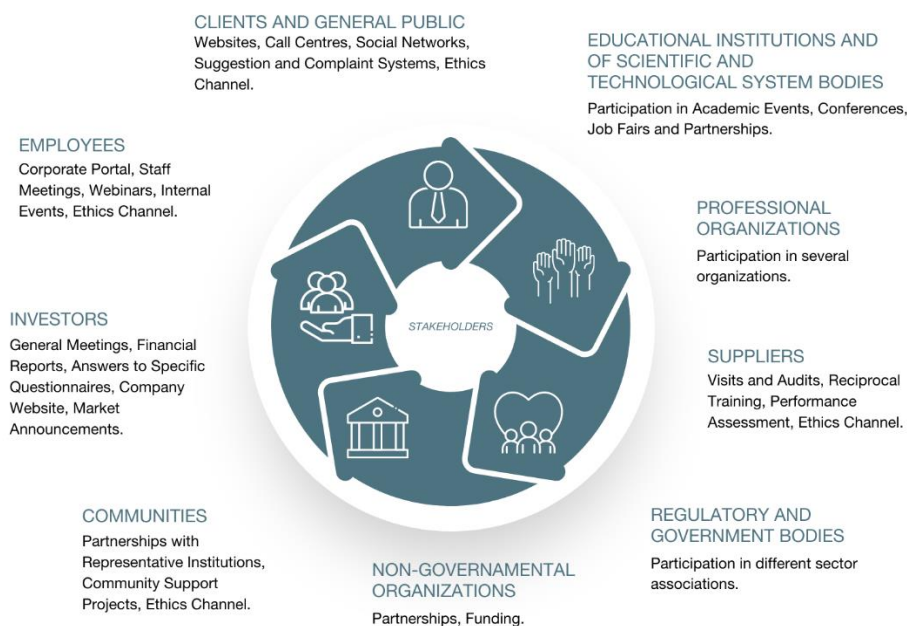 CLIENTS AND GENERAL PUBLIC
Websites, Call Centres, Social Networks,
Suggestion and Complaint Systems, Ethics
Channel.
EDUCATIONAL INSTITUTIONS AND
OF SCIENTIFIC AND
TECHNOLOGICAL SYSTEM BODIES
Participation in Academic Events, Conferences,
Job Fairs and Partnerships.
EMPLOYEES
Corporate Portal, Staff
Meetings, Webinars, Internal
Events, Ethics Channel.
PROFESSIONAL
ORGANIZATIONS
Participation in several
organizations.
STAKEHOLDERS
INVESTORS
General Meetings, Financial
Reports, Answers to Specific
Questionnaires, Company
Website, Market
Announcements.
SUPPLIERS
Visits and Audits, Reciprocal
Training, Performance
Assessment, Ethics Channel.
COMMUNITIES
Partnerships with
Representative Institutions,
Community Support
Projects, Ethics Channel.
NON-GOVERNAMENTAL
ORGANIZATIONS
Partnerships, Funding.
REGULATORY AND
GOVERNMENT BODIES
Participation in different sector
associations.